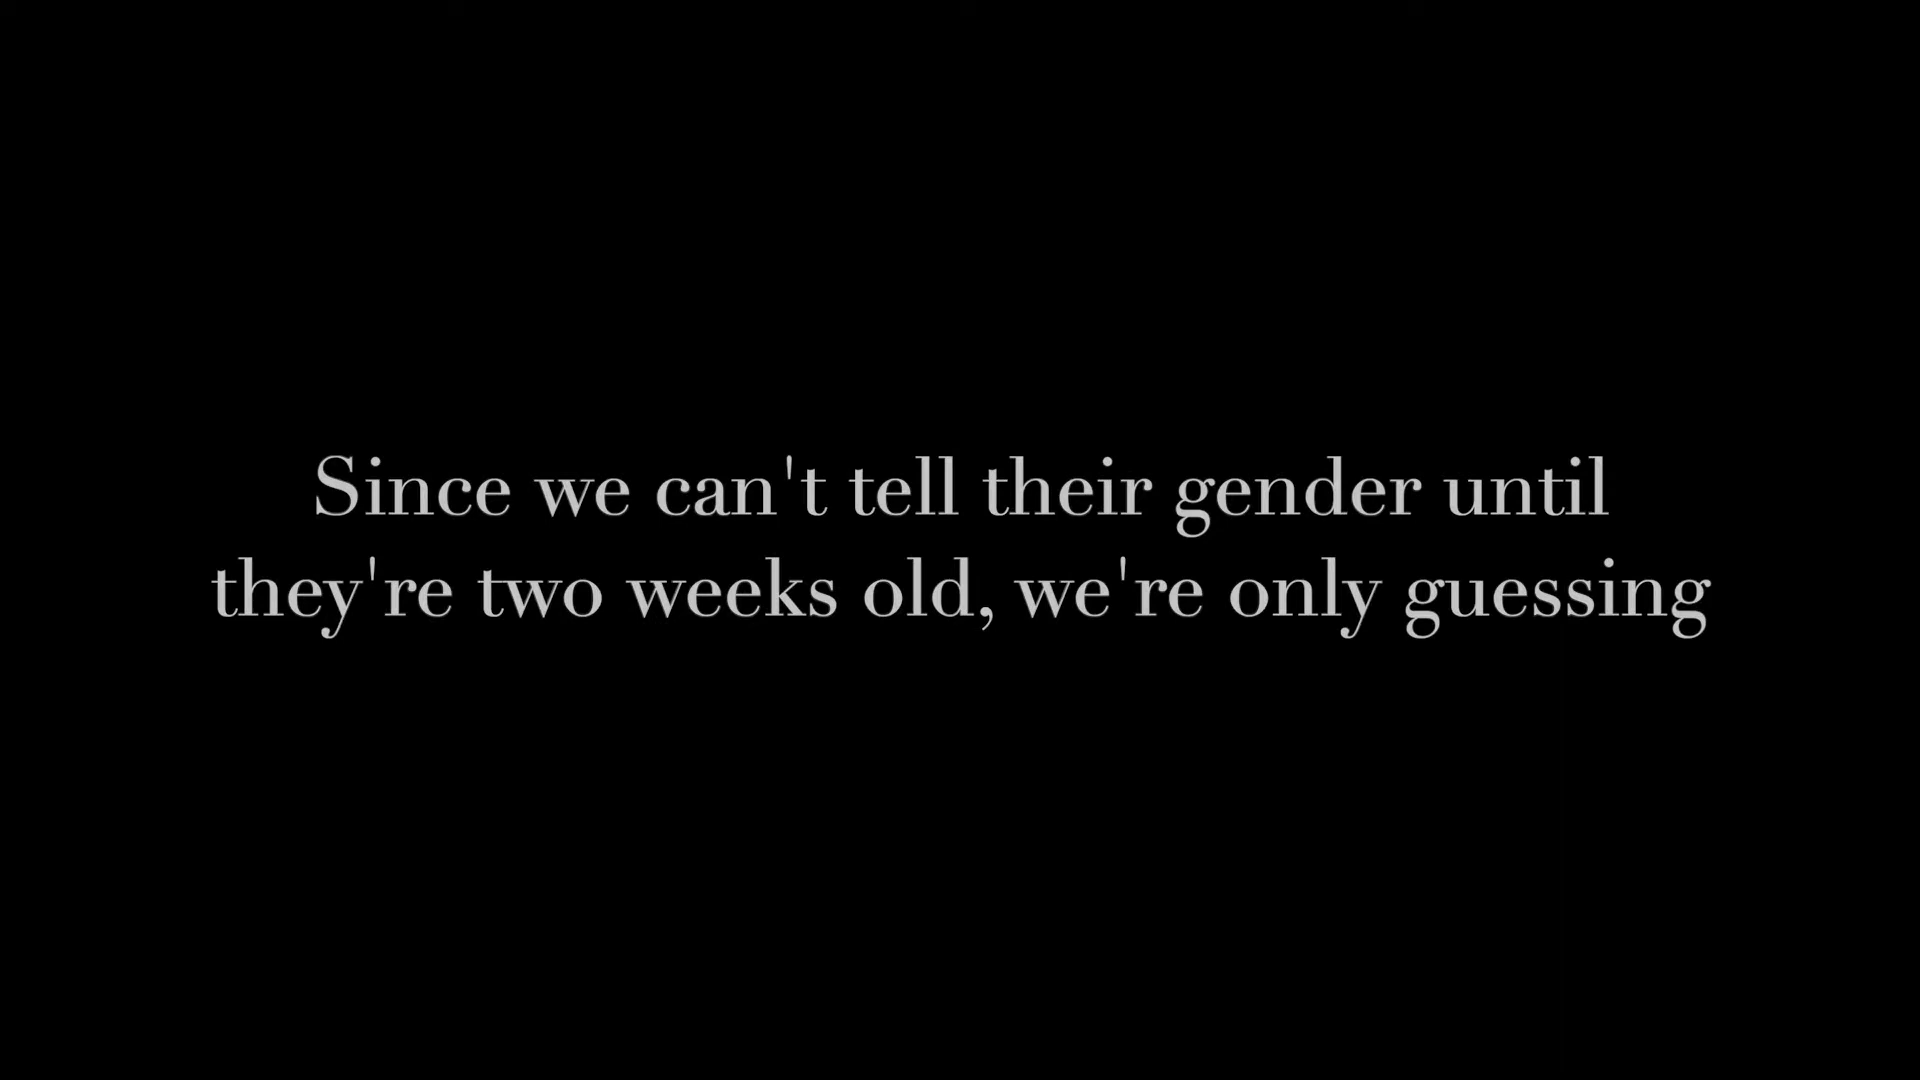 Since we can't tell their gender until
they're two weeks old, we're only guessing